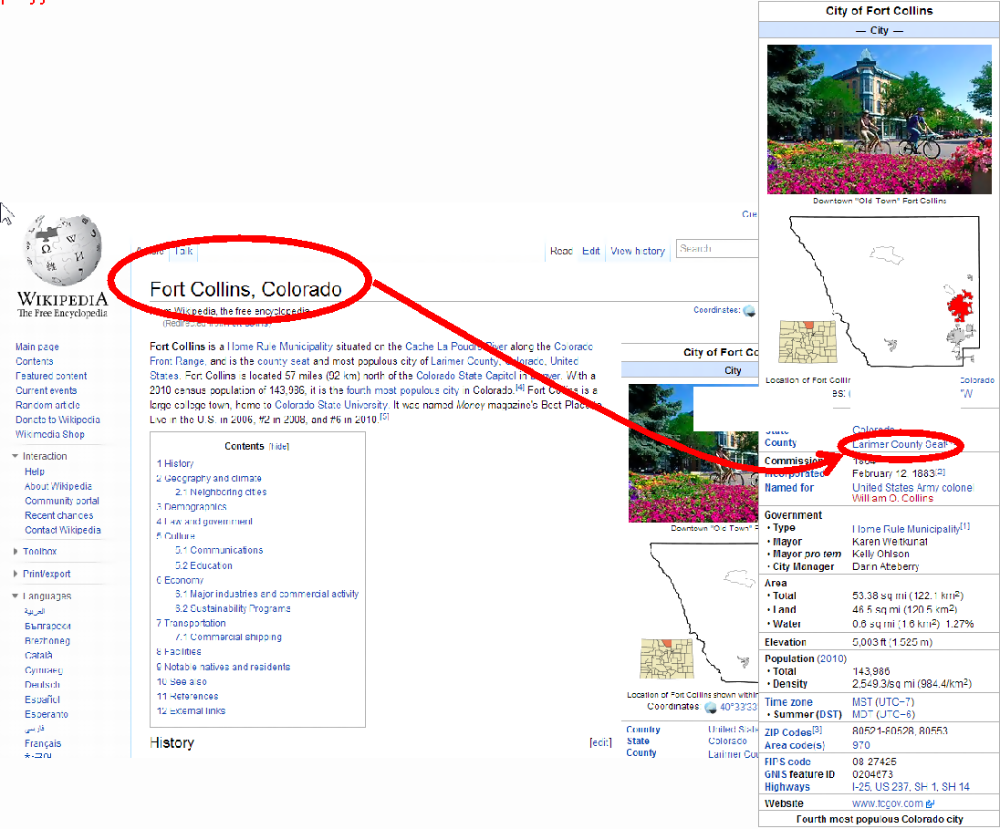 Article Talk
Read Edit View history
Search
WIKIPEDIA
The Free Encyclopedia
Main page
Contents
Featured content
Current events
Random article
Donate to Wikipedia
Wikimedia Shop
Interaction
Help
About Wikipedia
Community portal
Recent changes
Contact Wikipedia
Toolbox
Print/export
Languages
العربية
Български
Brezhoneg
Català
Cymraeg
Deutsch
Español
Esperanto
فارسی
Français
한국어
Fort Collins, Colorado
From Wikipedia, the free encyclopedia
(Redirected from Fort Collins)
Coordinates:
Fort Collins is a Home Rule Municipality situated on the Cache La Poudre River along the Colorado
Front Range, and is the county seat and most populous city of Larimer County, Colorado, United
States. Fort Collins is located 57 miles (92 km) north of the Colorado State Capitol in Denver. With a
2010 census population of 143,986, it is the fourth most populous city in Colorado.[4] Fort Collins is a
large college town, home to Colorado State University. It was named Money magazine's Best Place to
Live in the U.S. in 2006, #2 in 2008, and #6 in 2010.[5]
Contents [hide]
1 History
2 Geography and climate
2.1 Neighboring cities
3 Demographics
4 Law and government
5 Culture
5.1 Communications
5.2 Education
6 Economy
6.1 Major industries and commercial activity
6.2 Sustainability Programs
7 Transportation
7.1 Commercial shipping
8 Facilities
9 Notable natives and residents
10 See also
11 References
12 External links
History
[edit]
City of Fort Co
City
Downtown "Old Town" F
Location of Fort Collins shown within
Coordinates: 40°33'33
Country United State
State Colorado
County Larimer Cou
City of Fort Collins
— City —
Downtown "Old Town" Fort Collins
Location of Fort Collin
Colorado
es: (
"W
State Colorado
County Larimer County Seat
Commission 1864
Incorporated February 12, 1883[2]
Named for United States Army colonel
William O. Collins
Government
• Type Home Rule Municipality[1]
• Mayor Karen Weitkunat
• Mayor pro tem Kelly Ohlson
• City Manager Darin Atteberry
Area
• Total 53.38 sq mi (122.1 km2)
• Land 46.5 sq mi (120.5 km2)
• Water 0.6 sq mi (1.6 km2) 1.27%
Elevation 5,003 ft (1 525 m)
Population (2010)
• Total 143,986
• Density 2,549.3/sq mi (984.4/km2)
Time zone MST (UTC−7)
• Summer (DST) MDT (UTC−6)
ZIP Codes[3] 80521-80528, 80553
Area code(s) 970
FIPS code 08-27425
GNIS feature ID 0204673
Highways I-25, US 287, SH 1, SH 14
Website www.fcgov.com
Fourth most populous Colorado city